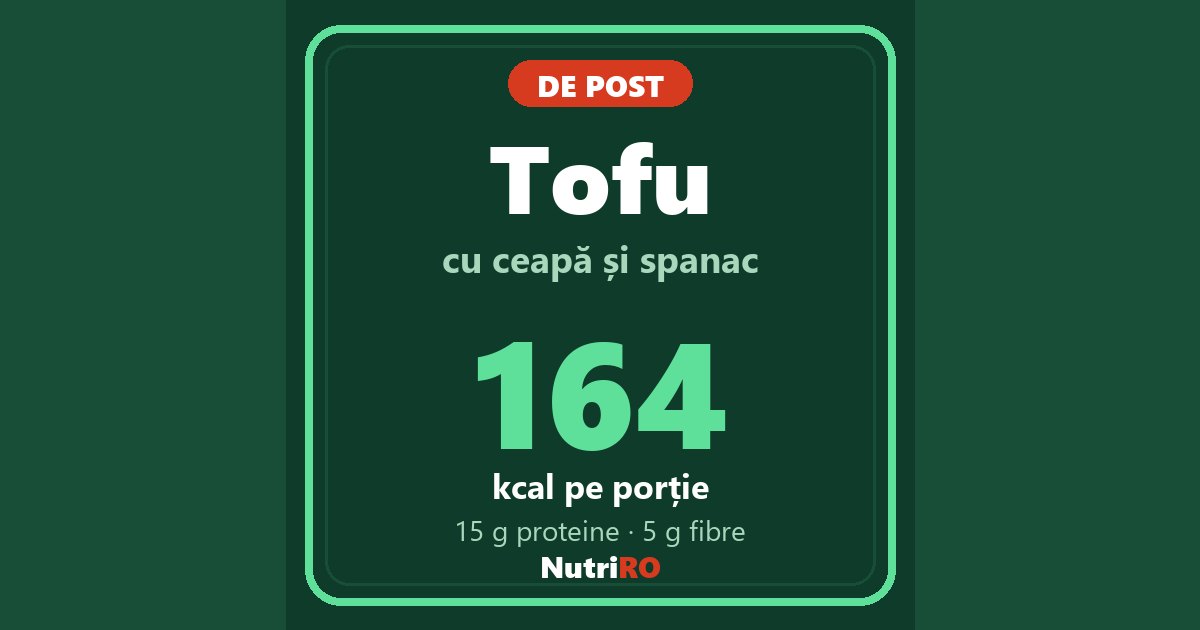 DE POST
Tofu
cu ceapă și spanac
164
kcal pe porție
15 g proteine · 5 g fibre
NutriRO